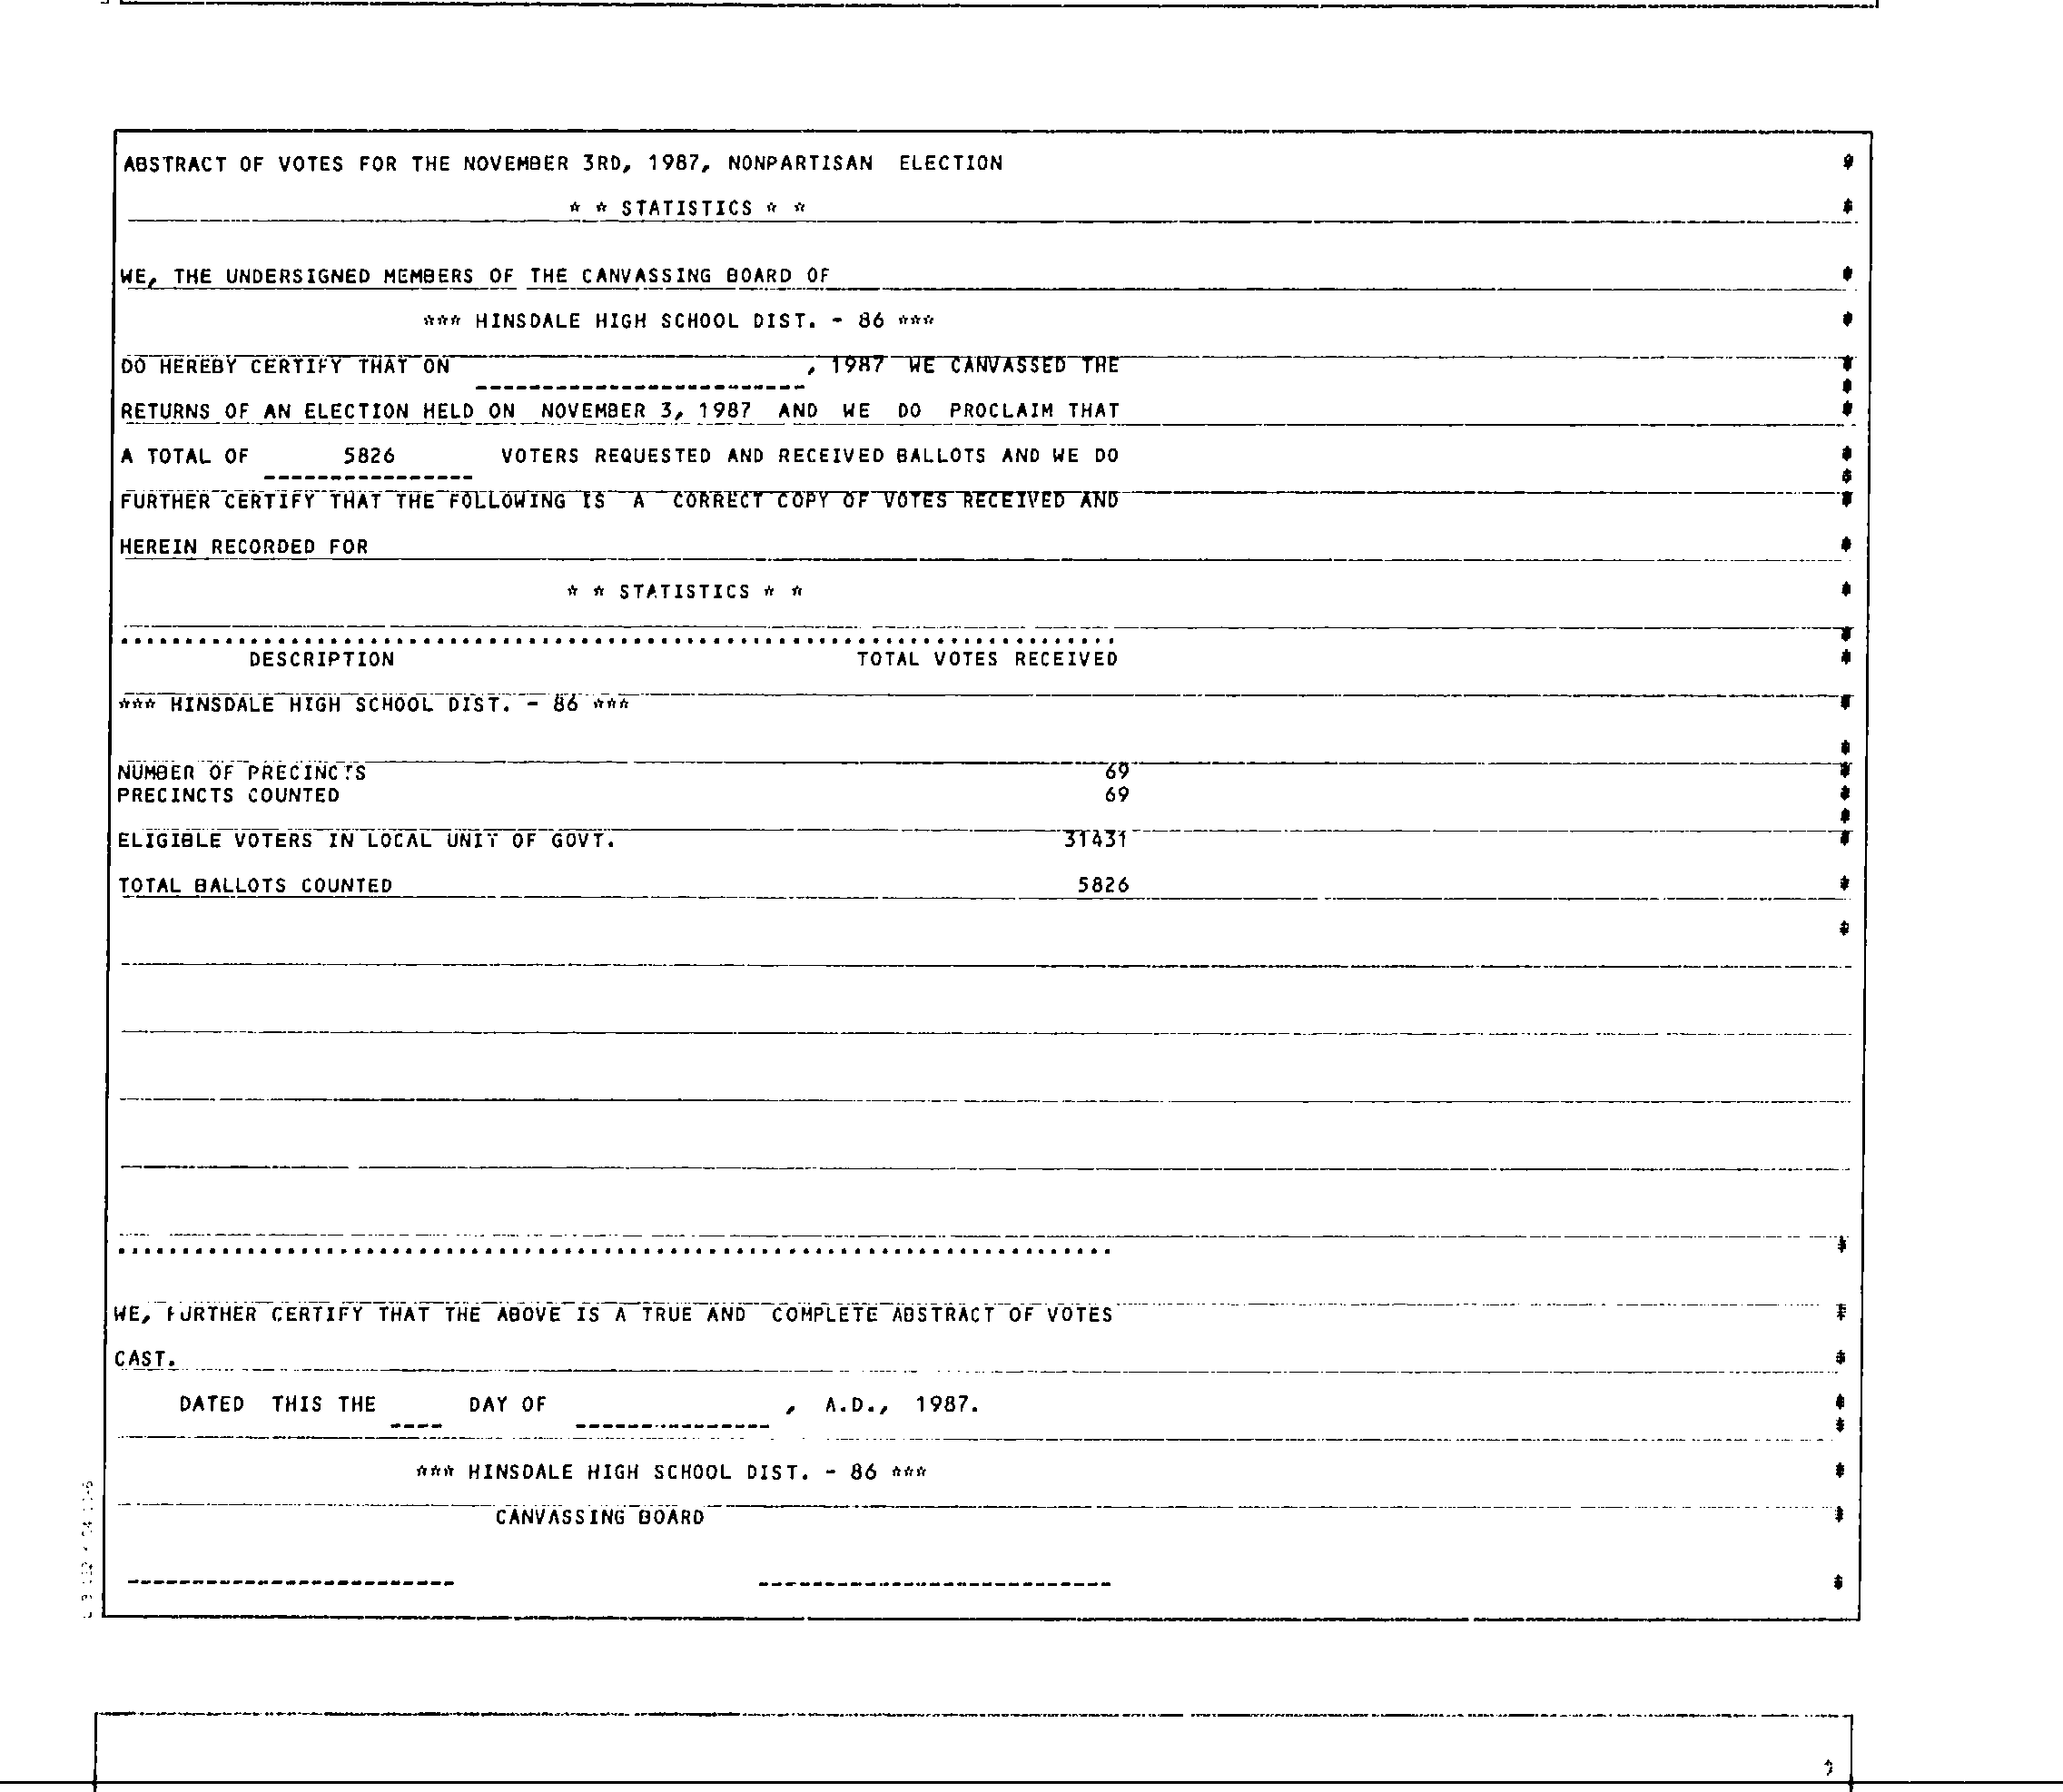 ABSTRACT OF VOTES FOR THE NOVEMBER 3RD, 1987, NONPARTISAN ELECTION
* * STATISTICS * *
WE, THE UNDERSIGNED MEMBERS OF THE CANVASSING BOARD OF
*** HINSDALE HIGH SCHOOL DIST. - 86 ***
DO HEREBY CERTIFY THAT ON , 1987 WE CANVASSED THE
RETURNS OF AN ELECTION HELD ON NOVEMBER 3, 1987 AND WE DO PROCLAIM THAT
A TOTAL OF 5826 VOTERS REQUESTED AND RECEIVED BALLOTS AND WE DO
FURTHER CERTIFY THAT THE FOLLOWING IS A CORRECT COPY OF VOTES RECEIVED AND
HEREIN RECORDED FOR
* * STATISTICS * *
DESCRIPTION TOTAL VOTES RECEIVED
*** HINSDALE HIGH SCHOOL DIST. - 86 ***
NUMBER OF PRECINCTS 69
PRECINCTS COUNTED 69
ELIGIBLE VOTERS IN LOCAL UNIT OF GOVT. 31431
TOTAL BALLOTS COUNTED 5826
WE, FURTHER CERTIFY THAT THE ABOVE IS A TRUE AND COMPLETE ABSTRACT OF VOTES
CAST.
DATED THIS THE ---- DAY OF --------------- , A.D., 1987.
*** HINSDALE HIGH SCHOOL DIST. - 86 ***
CANVASSING BOARD